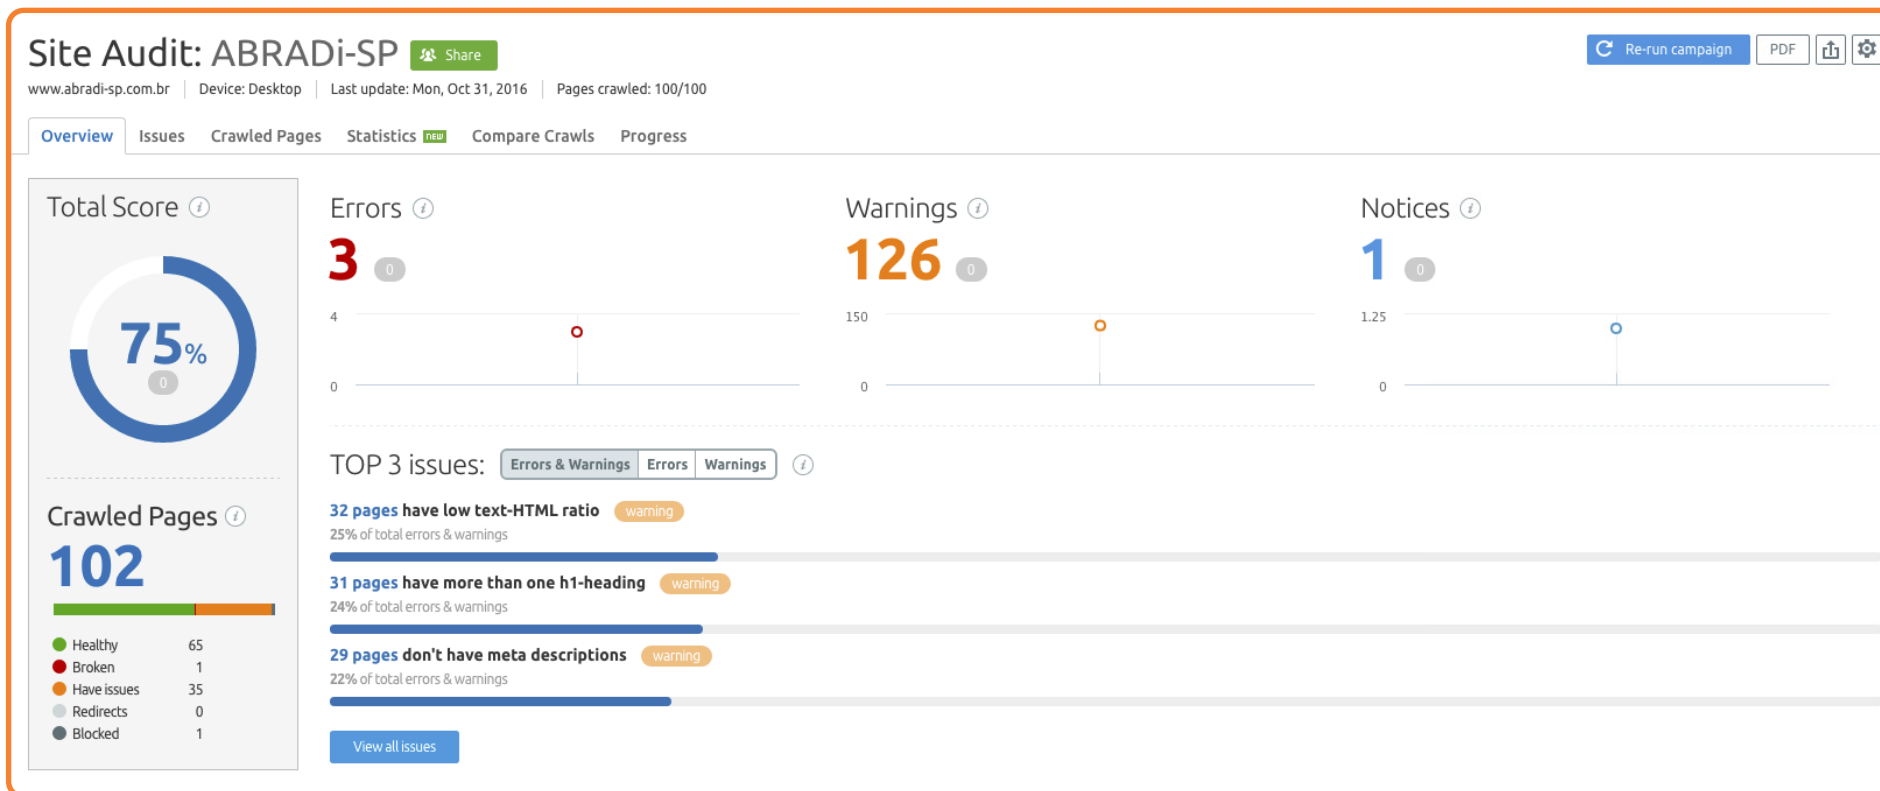 Site Audit: ABRADi-SP Share
Re-run campaign PDF
www.abradi-sp.com.br Device: Desktop Last update: Mon, Oct 31, 2016 Pages crawled: 100/100
Overview Issues Crawled Pages Statistics NEW Compare Crawls Progress
Total Score i
75%
0
Crawled Pages i
102
Healthy 65
Broken 1
Have issues 35
Redirects 0
Blocked 1
Errors i
3 0
4
0
Warnings i
126 0
150
0
Notices i
1 0
1.25
0
TOP 3 issues: Errors & Warnings Errors Warnings i
32 pages have low text-HTML ratio warning
25% of total errors & warnings
31 pages have more than one h1-heading warning
24% of total errors & warnings
29 pages don't have meta descriptions warning
22% of total errors & warnings
View all issues